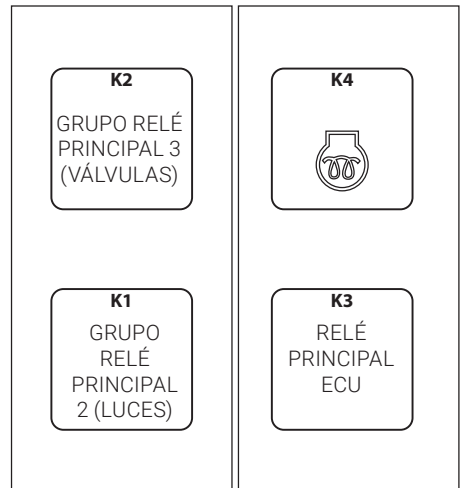 K2
GRUPO RELÉ
PRINCIPAL 3
(VÁLVULAS)
K4
K1
GRUPO
RELÉ
PRINCIPAL
2 (LUCES)
K3
RELÉ
PRINCIPAL
ECU